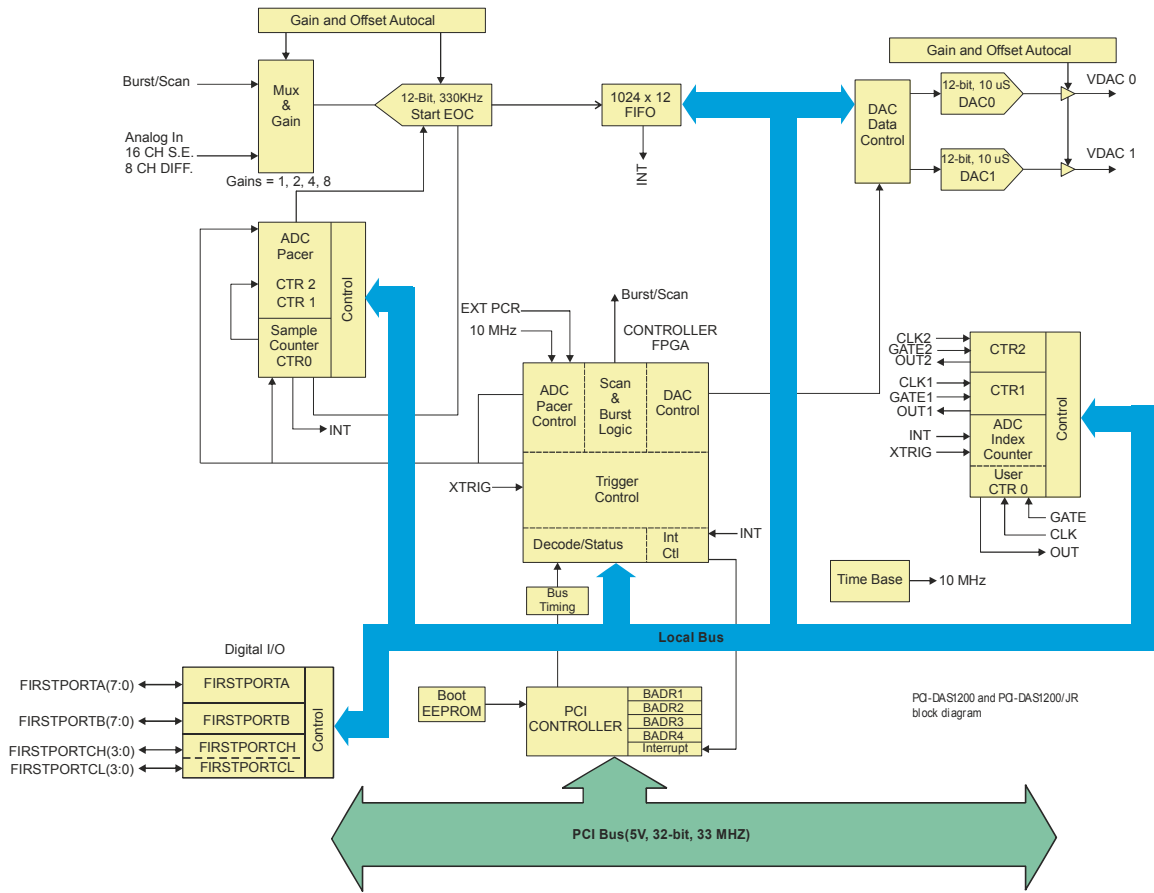 Gain and Offset Autocal
Burst/Scan
Mux
&
Gain
12-Bit, 330KHz
Start EOC
1024 x 12
FIFO
INT
Analog In
16 CH S.E.
8 CH DIFF.
Gains = 1, 2, 4, 8
Gain and Offset Autocal
DAC
Data
Control
12-bit, 10 uS
DAC0
VDAC 0
12-bit, 10 uS
DAC1
VDAC 1
ADC
Pacer
CTR 2
CTR 1
Control
Sample
Counter
CTR0
INT
Burst/Scan
EXT PCR
10 MHz
CONTROLLER
FPGA
ADC
Pacer
Control
Scan
&
Burst
Logic
DAC
Control
XTRIG
Trigger
Control
Decode/Status
Int
Ctl
INT
Bus
Timing
CLK2
GATE2
OUT2
CTR2
CLK1
GATE1
OUT1
CTR1
Control
INT
XTRIG
ADC
Index
Counter
User
CTR 0
GATE
CLK
OUT
Time Base
10 MHz
Local Bus
Digital I/O
FIRSTPORTA(7:0)
FIRSTPORTA
FIRSTPORTB(7:0)
FIRSTPORTB
FIRSTPORTCH(3:0)
FIRSTPORTCH
FIRSTPORTCL(3:0)
FIRSTPORTCL
Control
Boot
EEPROM
PCI
CONTROLLER
BADR1
BADR2
BADR3
BADR4
Interrupt
PCI-DAS1200 and PCI-DAS1200/JR
block diagram
PCI Bus(5V, 32-bit, 33 MHZ)